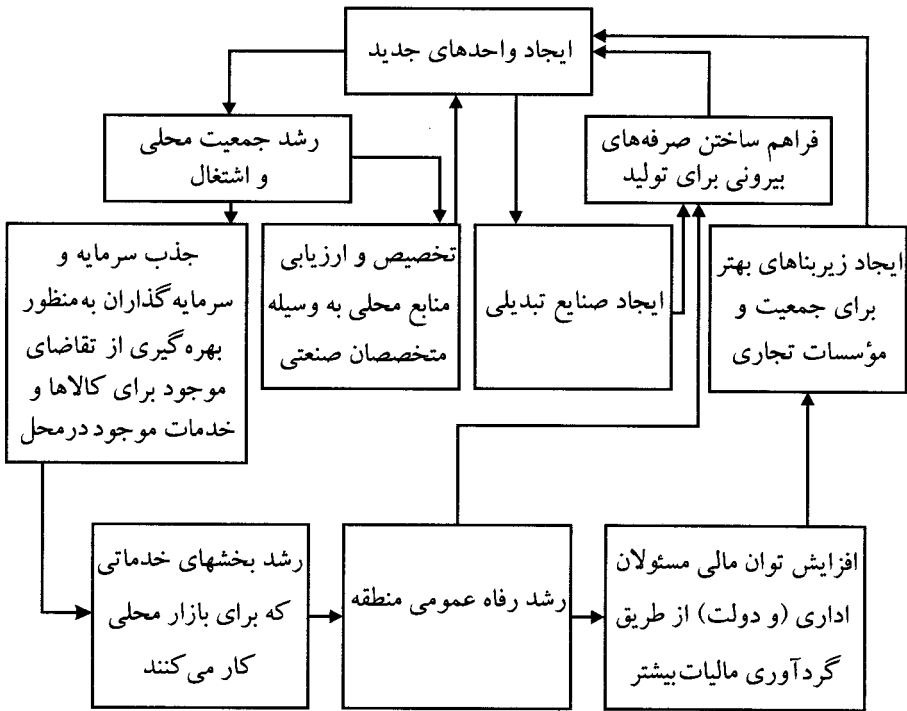 ایجاد واحدهای جدید
رشد جمعیت محلی
و اشتغال
فراهم ساختن صرفه‌های
بیرونی برای تولید
جذب سرمایه و
سرمایه‌گذاران به‌منظور
بهره‌گیری از تقاضای
موجود برای کالاها و
خدمات موجود درمحل
تخصیص و ارزیابی
منابع محلی به وسیله
متخصصان صنعتی
ایجاد صنایع تبدیلی
ایجاد زیربناهای بهتر
برای جمعیت و
مؤسسات تجاری
رشد بخشهای خدماتی
که برای بازار محلی
کار می‌کنند
رشد رفاه عمومی منطقه
افزایش توان مالی مسئولان
اداری (و دولت) از طریق
گردآوری مالیات‌بیشتر